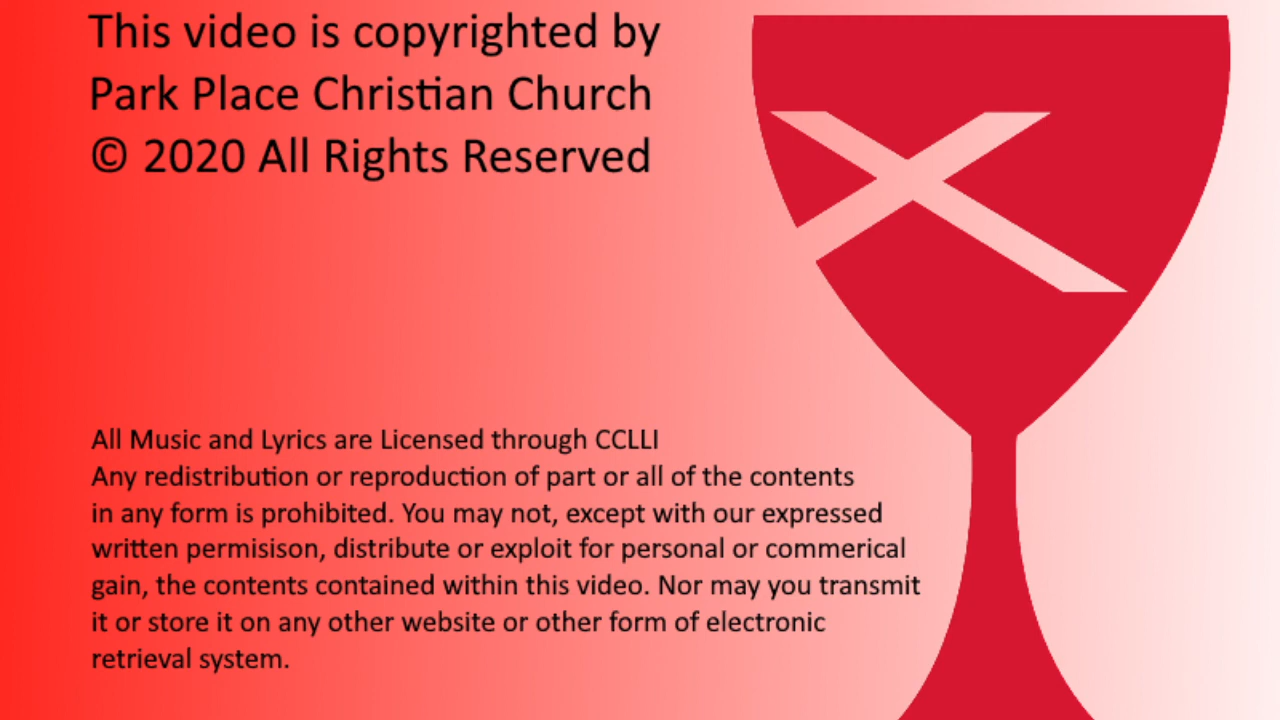 This video is copyrighted by
Park Place Christian Church
© 2020 All Rights Reserved
All Music and Lyrics are Licensed through CCLLI
Any redistribution or reproduction of part or all of the contents
in any form is prohibited. You may not, except with our expressed
written permisison, distribute or exploit for personal or commerical
gain, the contents contained within this video. Nor may you transmit
it or store it on any other website or other form of electronic
retrieval system.